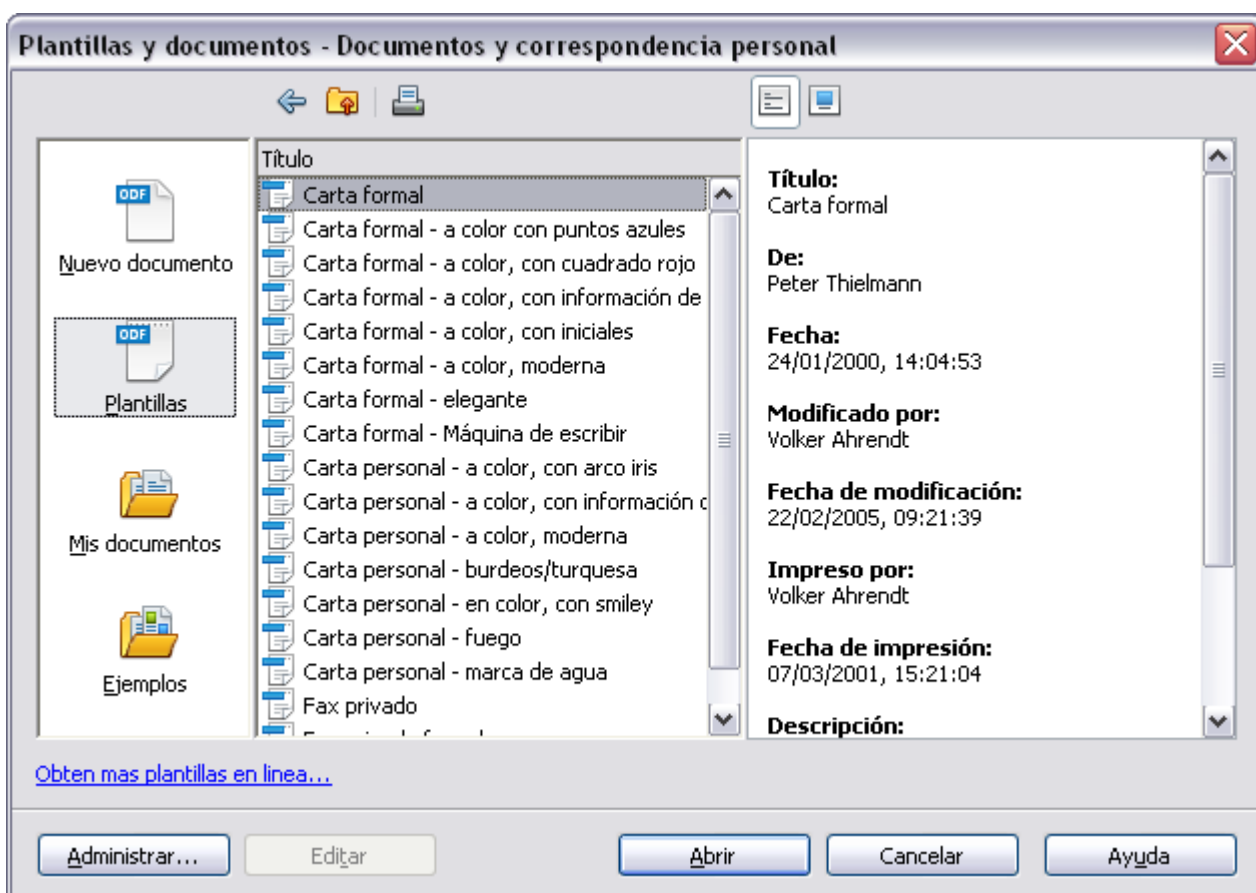 Plantillas y documentos - Documentos y correspondencia personal
ODF
Nuevo documento
ODF
Plantillas
Mis documentos
Ejemplos
Título
Carta formal
Carta formal - a color con puntos azules
Carta formal - a color, con cuadrado rojo
Carta formal - a color, con información de
Carta formal - a color, con iniciales
Carta formal - a color, moderna
Carta formal - elegante
Carta formal - Máquina de escribir
Carta personal - a color, con arco iris
Carta personal - a color, con información
Carta personal - a color, moderna
Carta personal - burdeos/turquesa
Carta personal - en color, con smiley
Carta personal - fuego
Carta personal - marca de agua
Fax privado
Título:
Carta formal
De:
Peter Thielmann
Fecha:
24/01/2000, 14:04:53
Modificado por:
Volker Ahrendt
Fecha de modificación:
22/02/2005, 09:21:39
Impreso por:
Volker Ahrendt
Fecha de impresión:
07/03/2001, 15:21:04
Descripción:
Obten mas plantillas en linea...
Administrar...
Editar
Abrir
Cancelar
Ayuda